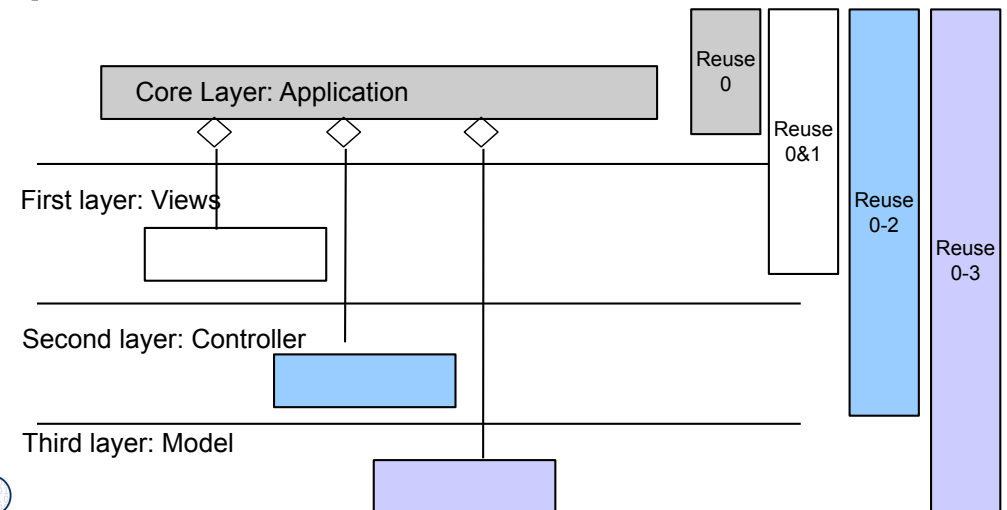 Core Layer: Application
First layer: Views
Second layer: Controller
Third layer: Model
Reuse
0
Reuse
0&1
Reuse
0-2
Reuse
0-3